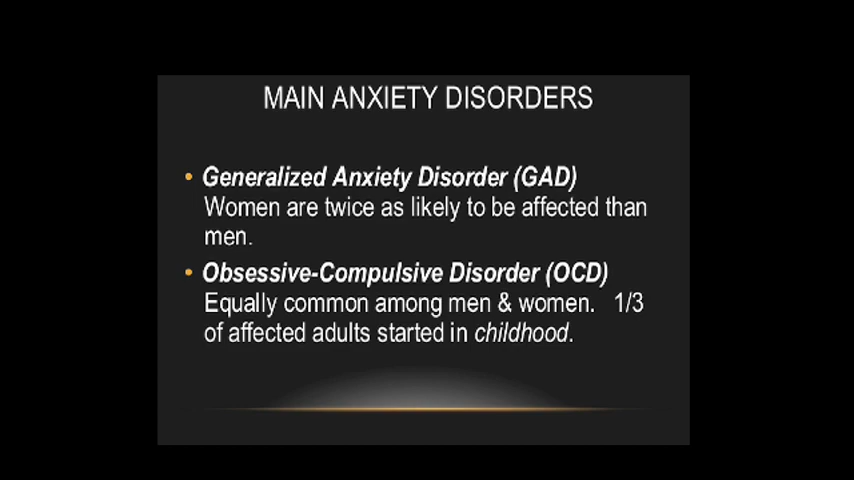 MAIN ANXIETY DISORDERS
• Generalized Anxiety Disorder (GAD)
Women are twice as likely to be affected than
men.
• Obsessive-Compulsive Disorder (OCD)
Equally common among men & women. 1/3
of affected adults started in childhood.